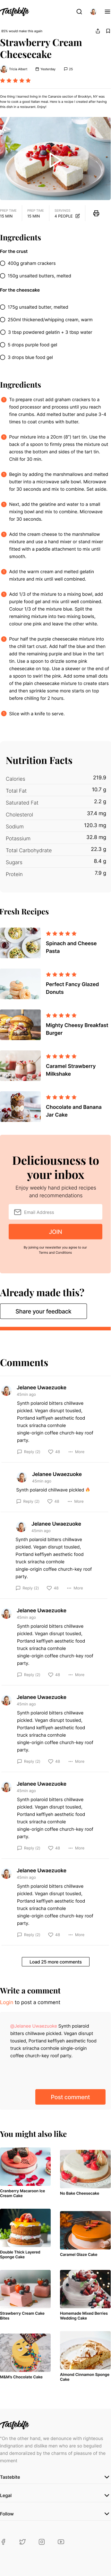 Tastebite
85% would make this again
Strawberry Cream
Cheesecake
Tricia Albert
Yesterday
25
One thing I learned living in the Canarsie section of Brooklyn, NY was
how to cook a good Italian meal. Here is a recipe I created after having
this dish in a restaurant. Enjoy!
PREP TIME
15 MIN
PREP TIME
15 MIN
SERVINGS
4 PEOPLE
Ingredients
For the crust
400g graham crackers
150g unsalted butters, melted
For the cheesecake
175g unsalted butter, melted
250ml thickened/whipping cream, warm
3 tbsp powdered gelatin + 3 tbsp water
5 drops purple food gel
3 drops blue food gel
Ingredients
1
To prepare crust add graham crackers to a
food processor and process until you reach
fine crumbs. Add melted butter and pulse 3-4
times to coat crumbs with butter.
2
Pour mixture into a 20cm (8") tart tin. Use the
back of a spoon to firmly press the mixture out
across the bottom and sides of the tart tin.
Chill for 30 min.
3
Begin by adding the marshmallows and melted
butter into a microwave safe bowl. Microwave
for 30 seconds and mix to combine. Set aside.
4
Next, add the gelatine and water to a small
mixing bowl and mix to combine. Microwave
for 30 seconds.
5
Add the cream cheese to the marshmallow
mixture and use a hand mixer or stand mixer
fitted with a paddle attachment to mix until
smooth.
6
Add the warm cream and melted gelatin
mixture and mix until well combined.
7
Add 1/3 of the mixture to a mixing bowl, add
purple food gel and mix until well combined.
Colour 1/3 of the mixture blue. Split the
remaining mixture into two mixing bowls,
colour one pink and leave the other white.
8
Pour half the purple cheesecake mixture into
the chill tart crust. Add half the blue and then
add remaining purple and blue in the tart
tin. Use a spoon to drizzle some pink
mixture on top. Use skewer or the end of a
spoon to swirl the pink. Add some small dots
of the white melt mixture to create stars
and then sprinkle some more starts on top
before chilling for 2 hours.
9
Slice with a knife to serve.
Nutrition Facts
Calories 219.9
Total Fat 10.7 g
Saturated Fat 2.2 g
Cholesterol 37.4 mg
Sodium 120.3 mg
Potassium 32.8 mg
Total Carbohydrate 22.3 g
Sugars 8.4 g
Protein 7.9 g
Fresh Recipes
Spinach and Cheese
Pasta
Perfect Fancy Glazed
Donuts
Mighty Cheesy Breakfast
Burger
Caramel Strawberry
Milkshake
Chocolate and Banana
Jar Cake
Deliciousness to
your inbox
Enjoy weekly hand picked recipes
and recommendations
Email Address
JOIN
By joining our newsletter you agree to our
Terms and Conditions
Already made this?
Share your feedback
Comments
Jane Uwaezuoke
45min ago
Synth polaroid bitters chillwave
pickled. Vegan disrupt tousled,
Portland keffiyeh aesthetic food
truck sriracha cornhole
single-origin coffee church-key roof
party.
Reply (2) 48 More
Jane Uwaezuoke
45min ago
Synth polaroid chillwave pickled
Reply (2) 48 More
Jane Uwaezuoke
45min ago
Synth polaroid bitters chillwave
pickled. Vegan disrupt tousled,
Portland keffiyeh aesthetic food
truck sriracha cornhole
single-origin coffee church-key roof
party.
Reply (2) 48 More
Jane Uwaezuoke
45min ago
Synth polaroid bitters chillwave
pickled. Vegan disrupt tousled,
Portland keffiyeh aesthetic food
truck sriracha cornhole
single-origin coffee church-key roof
party.
Reply (2) 48 More
Jane Uwaezuoke
45min ago
Synth polaroid bitters chillwave
pickled. Vegan disrupt tousled,
Portland keffiyeh aesthetic food
truck sriracha cornhole
single-origin coffee church-key roof
party.
Reply (2) 48 More
Jane Uwaezuoke
45min ago
Synth polaroid bitters chillwave
pickled. Vegan disrupt tousled,
Portland keffiyeh aesthetic food
truck sriracha cornhole
single-origin coffee church-key roof
party.
Reply (2) 48 More
Jane Uwaezuoke
45min ago
Synth polaroid bitters chillwave
pickled. Vegan disrupt tousled,
Portland keffiyeh aesthetic food
truck sriracha cornhole
single-origin coffee church-key roof
party.
Reply (2) 48 More
Load 25 more comments
Write a comment
Login to post a comment
@Jelanee Uwaezuoke Synth polaroid
bitters chillwave pickled. Vegan disrupt
tousled, Portland keffiyeh aesthetic food
truck sriracha cornhole single-origin
coffee church-key party.
Post comment
You might also like
Cranberry Macaroon Ice
Cream Cake
No Bake Cheesecake
Double Thick Layered
Sponge Cake
Caramel Glaze Cake
Strawberry Cream Cake
Bites
Homemade Mixed Berries
Wedding Cake
M&M's Chocolate Cake
Almond Cinnamon Sponge
Cake
Tastebite
"On the other hand, we denounce with righteous
indignation and dislike men who are so beguiled
and demoralized by the charms of pleasure of the
moment
Tastebite
Legal
Follow